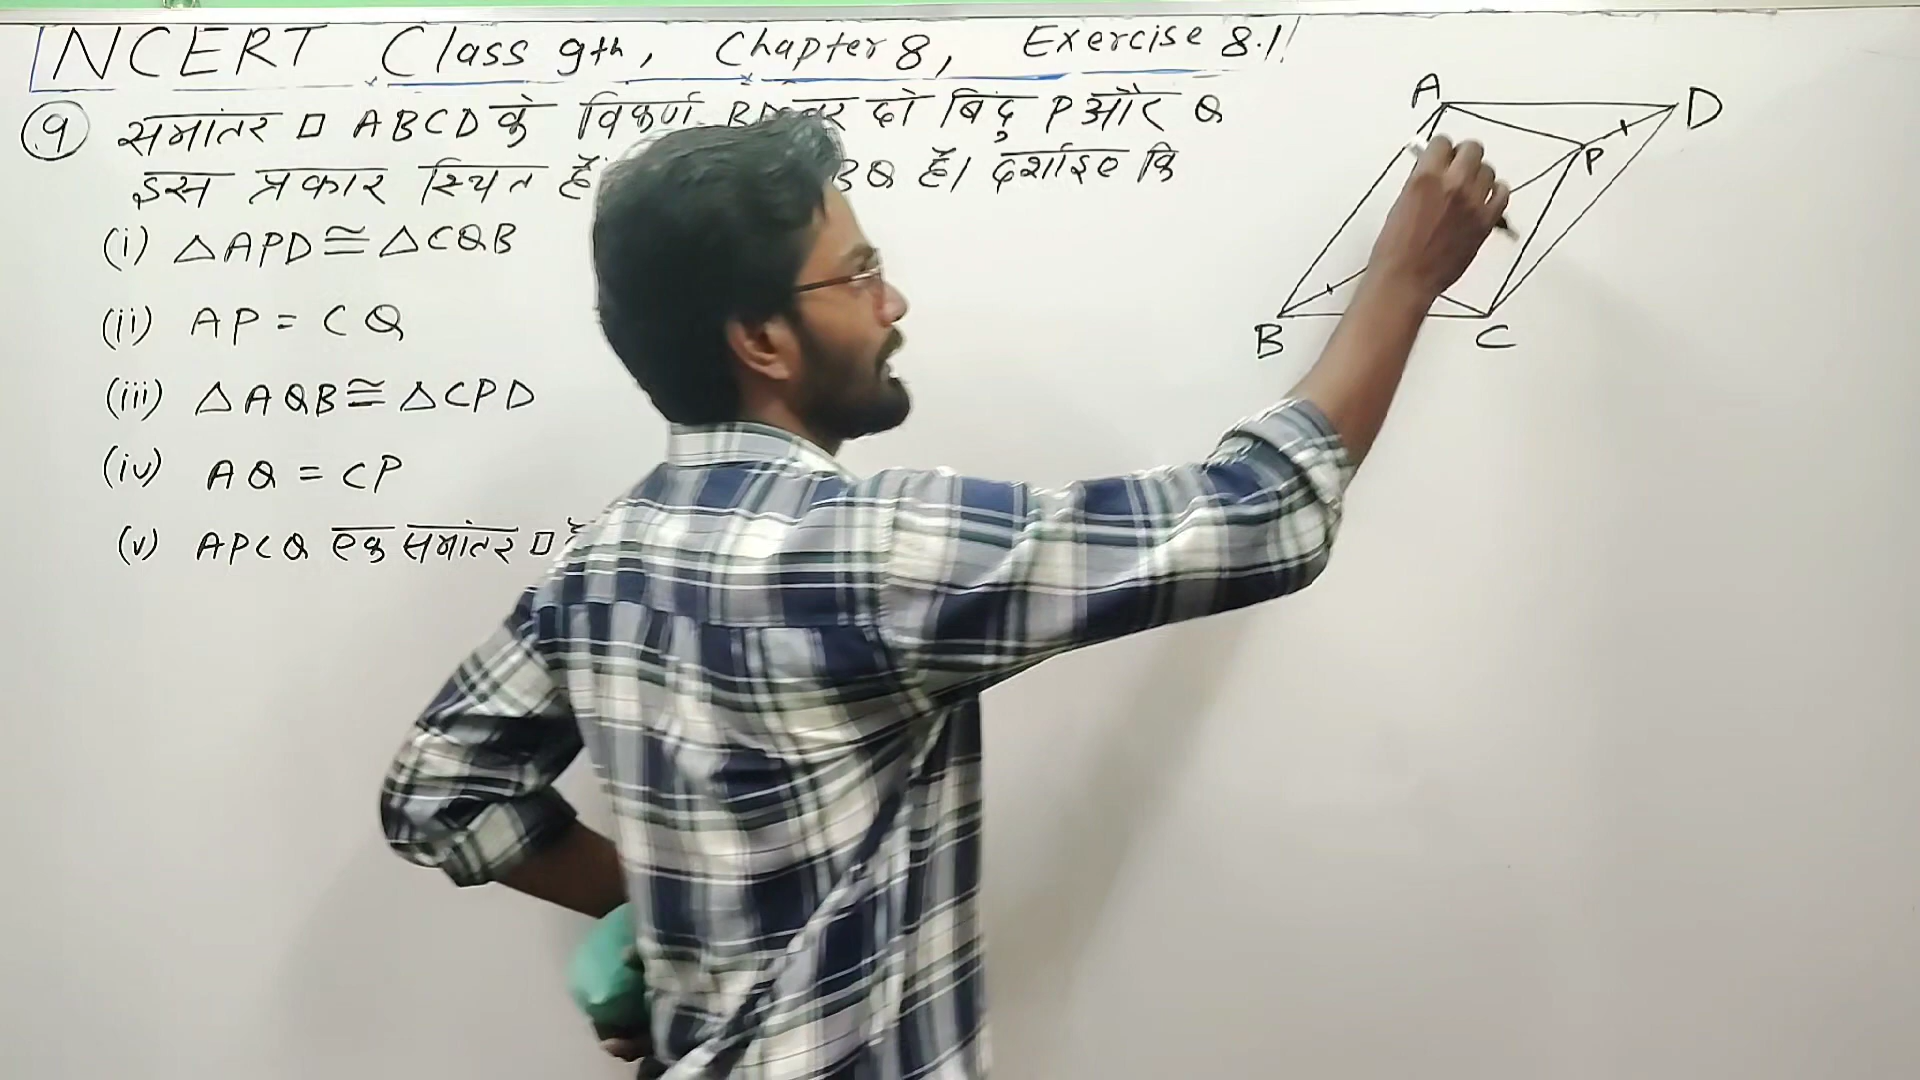 NCERT Class 9th, Chapter 8, Exercise 8.1!
9 समांतर □ ABCD के विकर्ण दो बिंदु P और Q
इस प्रकार स्थित हैं BQ है। दर्शाइए कि
(i) △APD ≅ △CQB
(ii) AP = CQ
(iii) △AQB ≅ △CPD
(iv) AQ = CP
(v) APCQ एक समांतर □
A D
P
B C